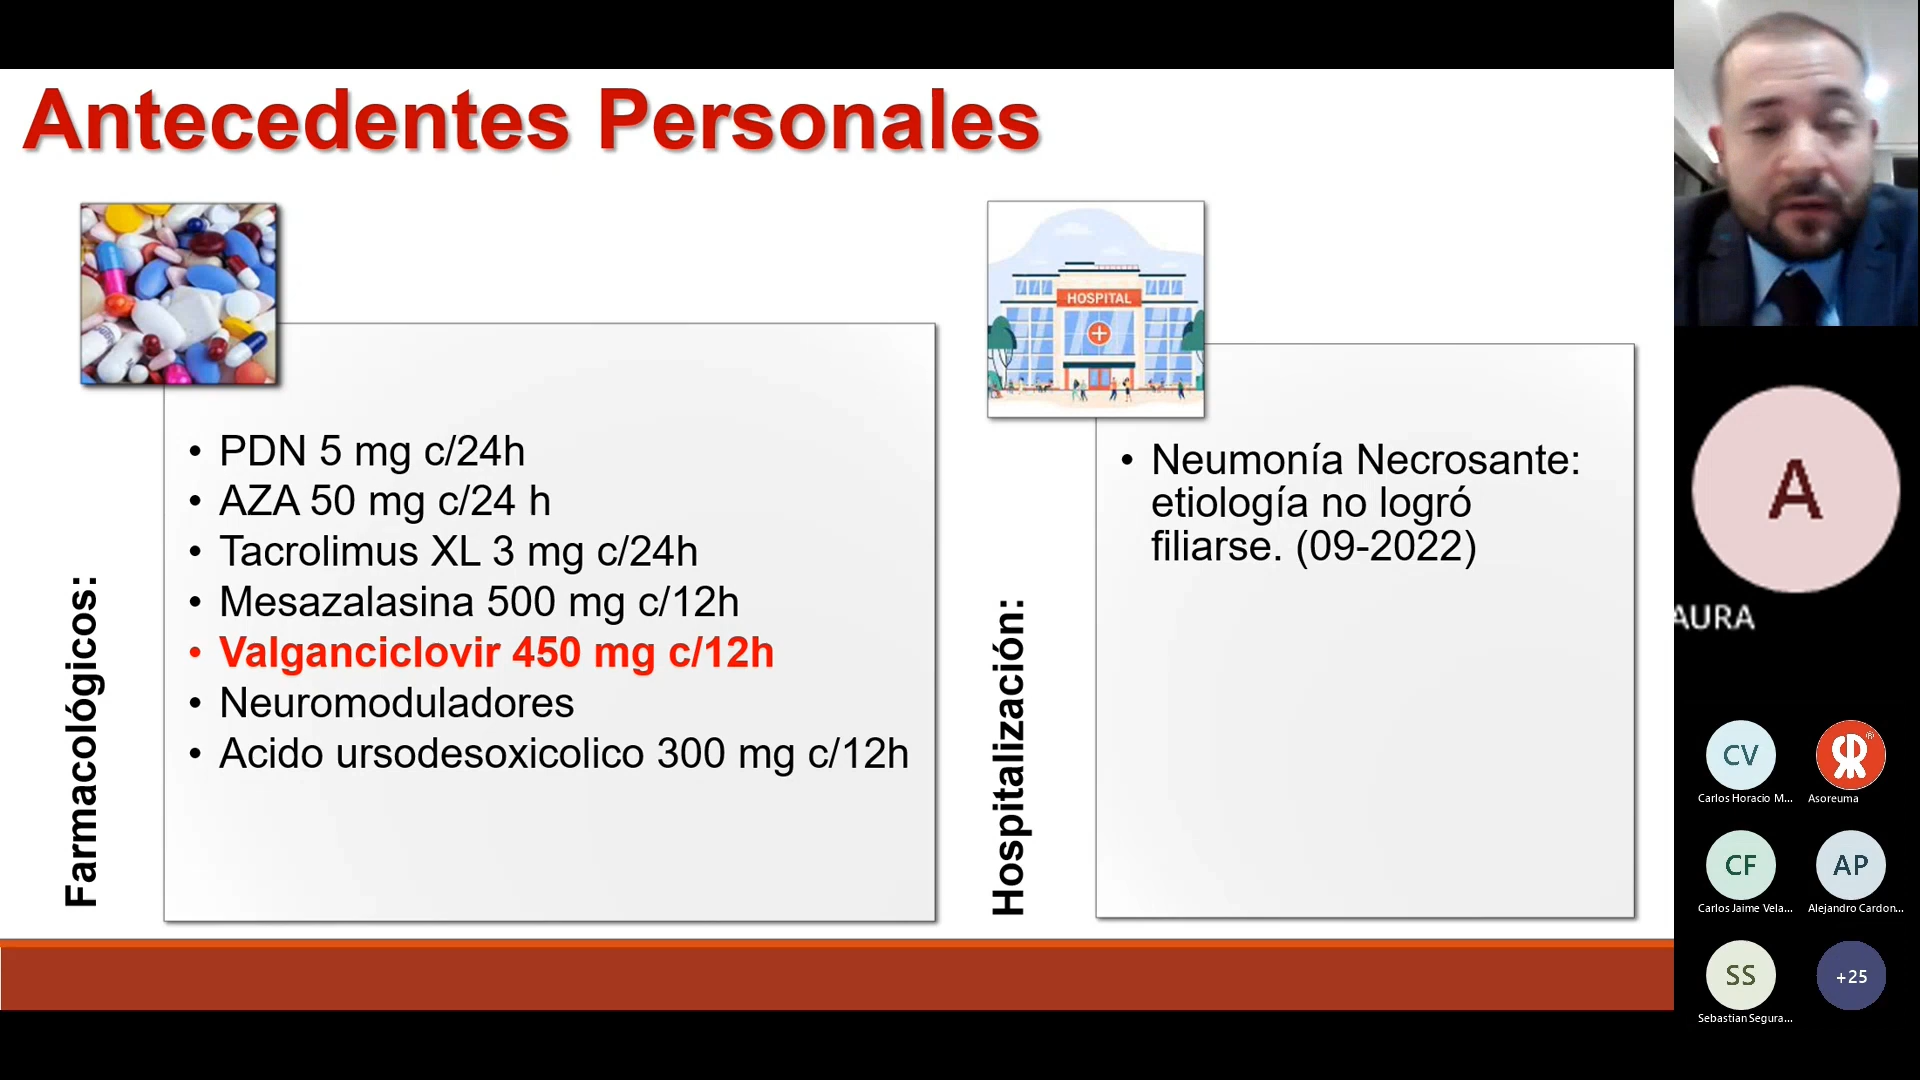 Antecedentes Personales
HOSPITAL
Farmacológicos:
• PDN 5 mg c/24h
• AZA 50 mg c/24 h
• Tacrolimus XL 3 mg c/24h
• Mesazalasina 500 mg c/12h
• Valganciclovir 450 mg c/12h
• Neuromoduladores
• Acido ursodesoxicolico 300 mg c/12h
Hospitalización:
• Neumonía Necrosante:
etiología no logró
filiarse. (09-2022)
A
AURA
CV
Carlos Horacio M...
Asoreuma
CF
Carlos Jaime Vela...
AP
Alejandro Cardon...
SS
Sebastian Segura...
+25